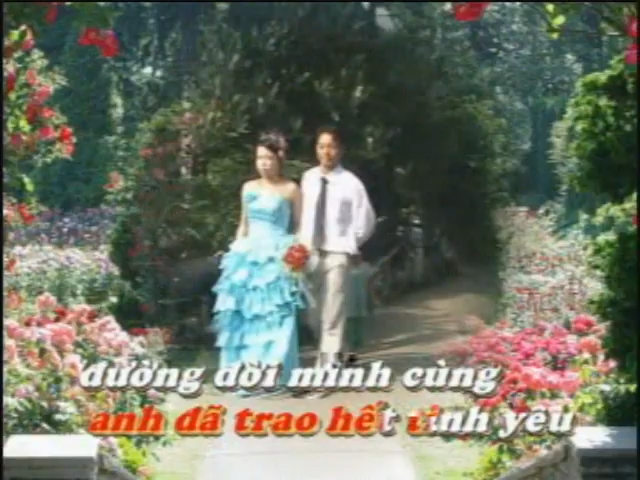 đường đời mình cùng
anh đã trao hết tình yêu